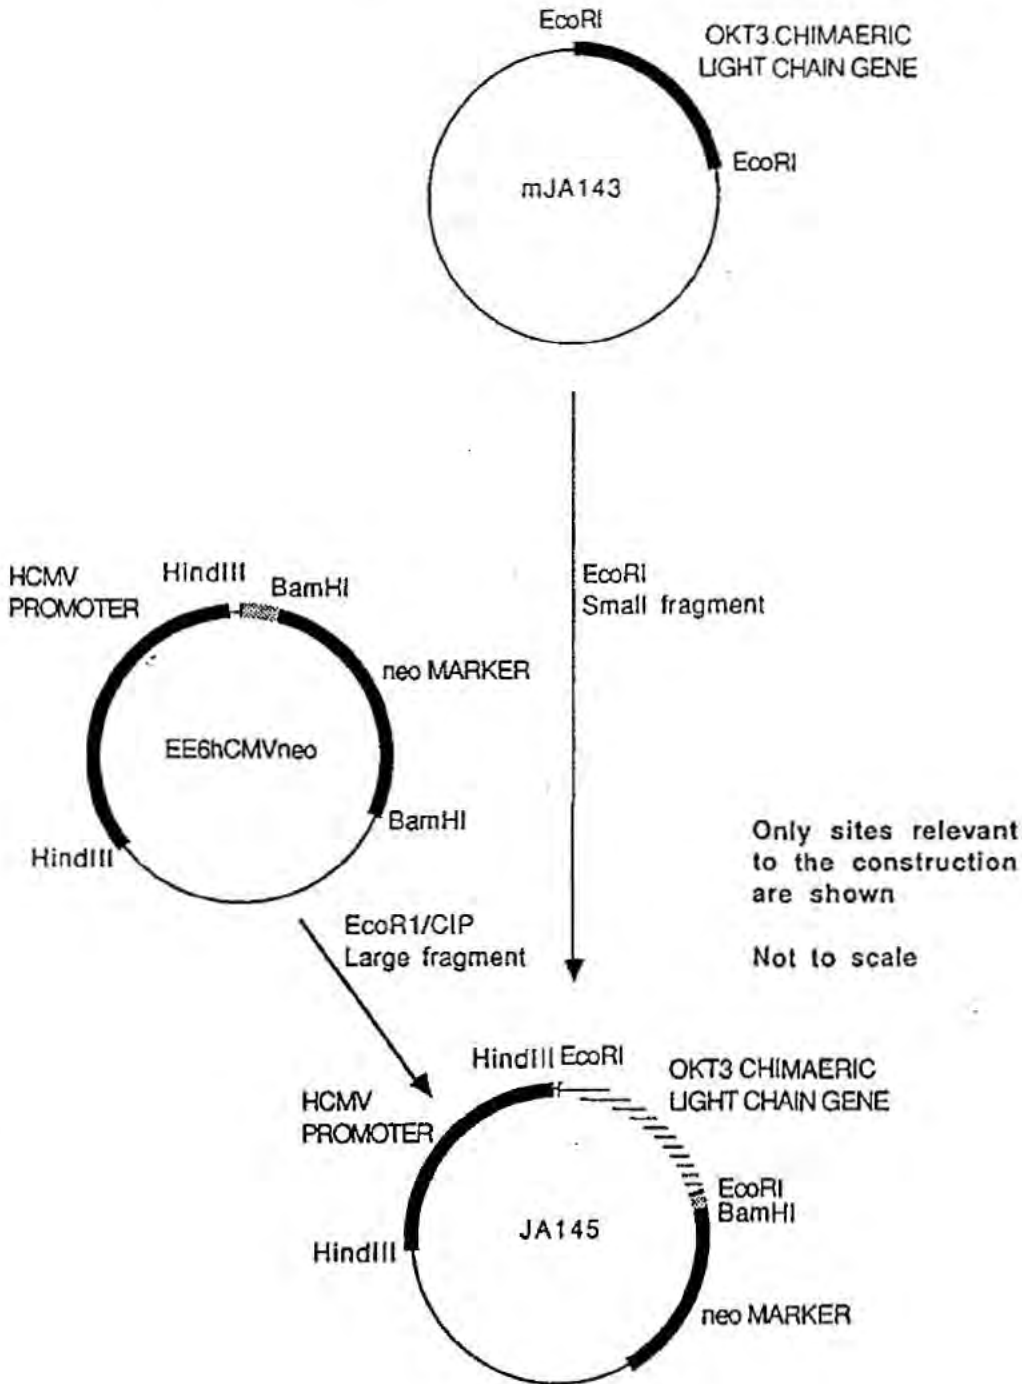 EcoRI
OKT3.CHIMAERIC
LIGHT CHAIN GENE
EcoRI
mJA143
EcoRI
Small fragment
HCMV
PROMOTER
HindIII
BamHI
neo MARKER
EE6hCMVneo
BamHI
HindIII
Only sites relevant
to the construction
are shown
Not to scale
EcoR1/CIP
Large fragment
HindIII EcoRI
OKT3 CHIMAERIC
LIGHT CHAIN GENE
HCMV
PROMOTER
EcoRI
BamHI
JA145
HindIII
neo MARKER